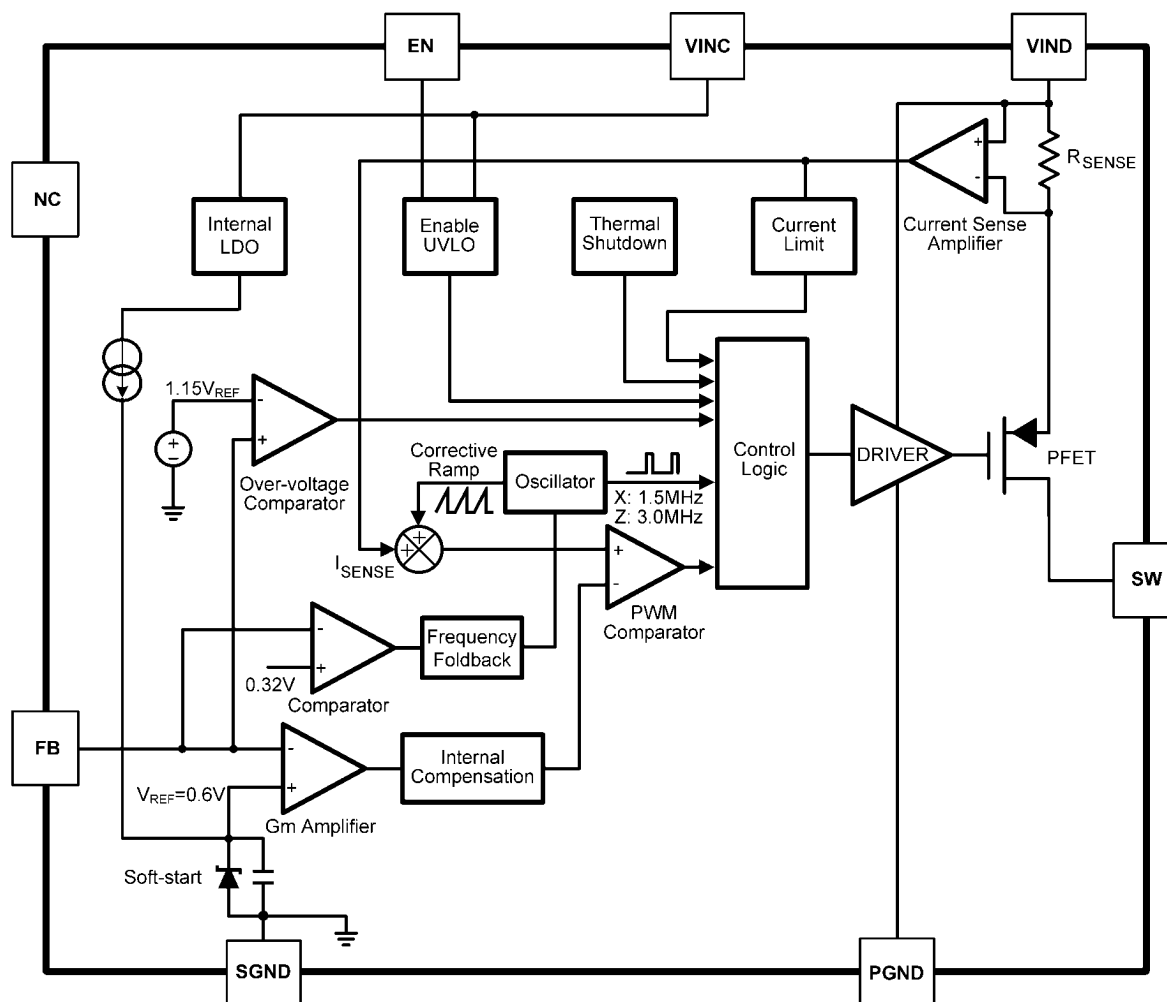 EN
VINC
VIND
NC
Internal
LDO
Enable
UVLO
Thermal
Shutdown
Current
Limit
+
-
Current Sense
Amplifier
RSENSE
1.15VREF
+
-
-
+
Over-voltage
Comparator
Corrective
Ramp
Oscillator
X: 1.5MHz
Z: 3.0MHz
Control
Logic
DRIVER
PFET
SW
+
+
ISENSE
+
-
PWM
Comparator
-
+
0.32V
Comparator
Frequency
Foldback
FB
-
+
VREF=0.6V
Gm Amplifier
Internal
Compensation
Soft-start
SGND
PGND